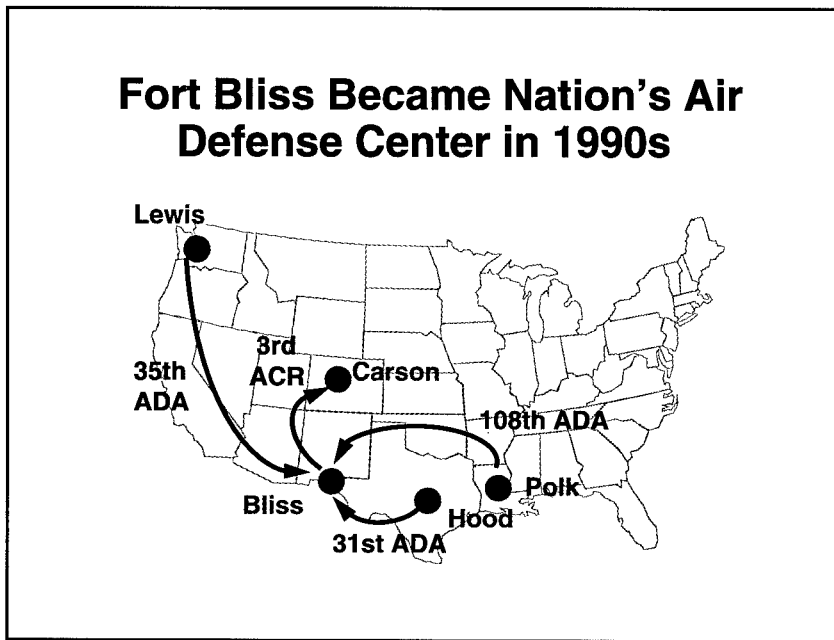 Fort Bliss Became Nation's Air
Defense Center in 1990s
Lewis
3rd
ACR
Carson
35th
ADA
108th ADA
Bliss
Polk
Hood
31st ADA